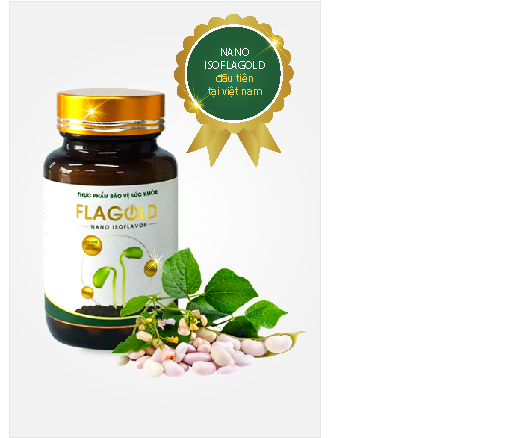 NANO
ISOFLAGOLD
đầu tiên
tại việt nam
THỰC PHẨM BẢO VỆ SỨC KHỎE
FLAGOLD
NANO ISOFLAVON